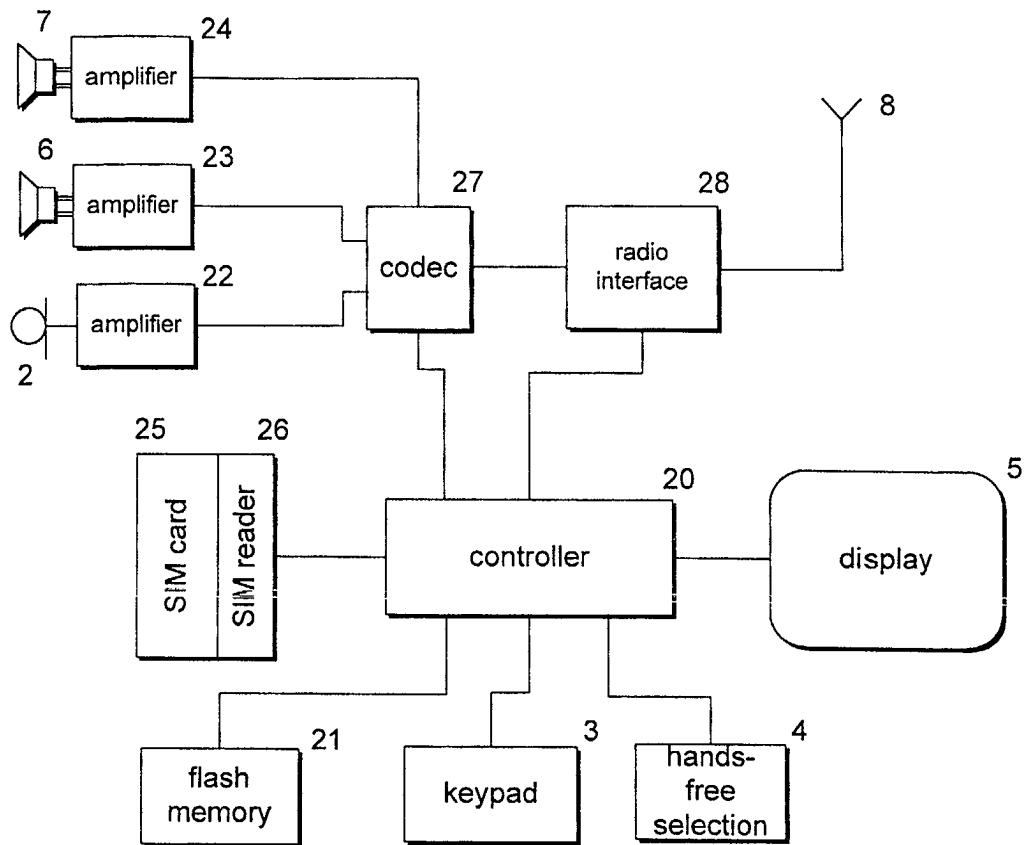 7
24
amplifier
8
6
23
amplifier
27
28
codec
radio
interface
22
amplifier
2
25
26
SIM card
SIM reader
20
controller
5
display
21
flash
memory
3
keypad
4
hands-
free
selection